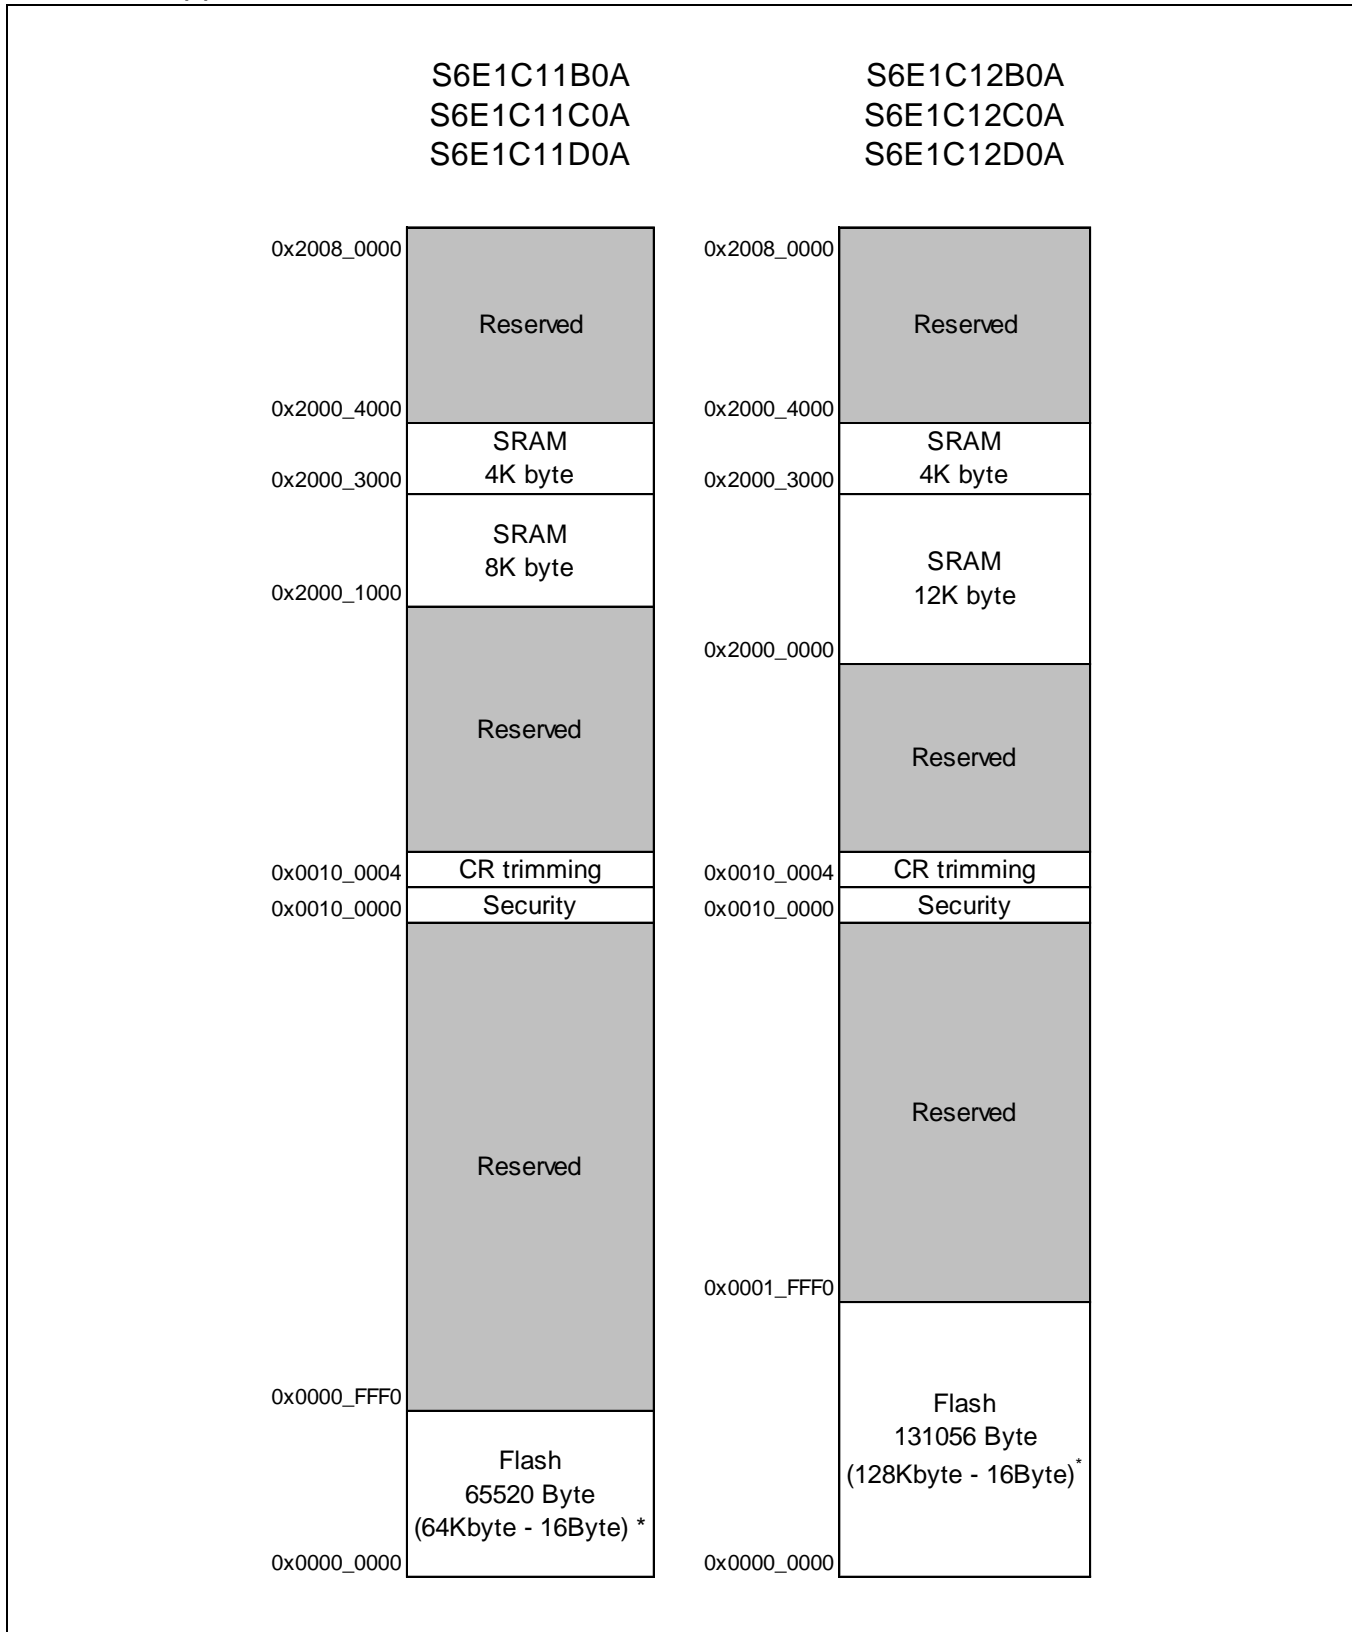 S6E1C11B0A
S6E1C11C0A
S6E1C11D0A
0x2008_0000
Reserved
0x2000_4000
SRAM
4K byte
0x2000_3000
SRAM
8K byte
0x2000_1000
Reserved
0x0010_0004
CR trimming
0x0010_0000
Security
Reserved
0x0000_FFF0
Flash
65520 Byte
(64Kbyte - 16Byte) *
0x0000_0000
S6E1C12B0A
S6E1C12C0A
S6E1C12D0A
0x2008_0000
Reserved
0x2000_4000
SRAM
4K byte
0x2000_3000
SRAM
12K byte
0x2000_0000
Reserved
0x0010_0004
CR trimming
0x0010_0000
Security
Reserved
0x0001_FFF0
Flash
131056 Byte
(128Kbyte - 16Byte)*
0x0000_0000